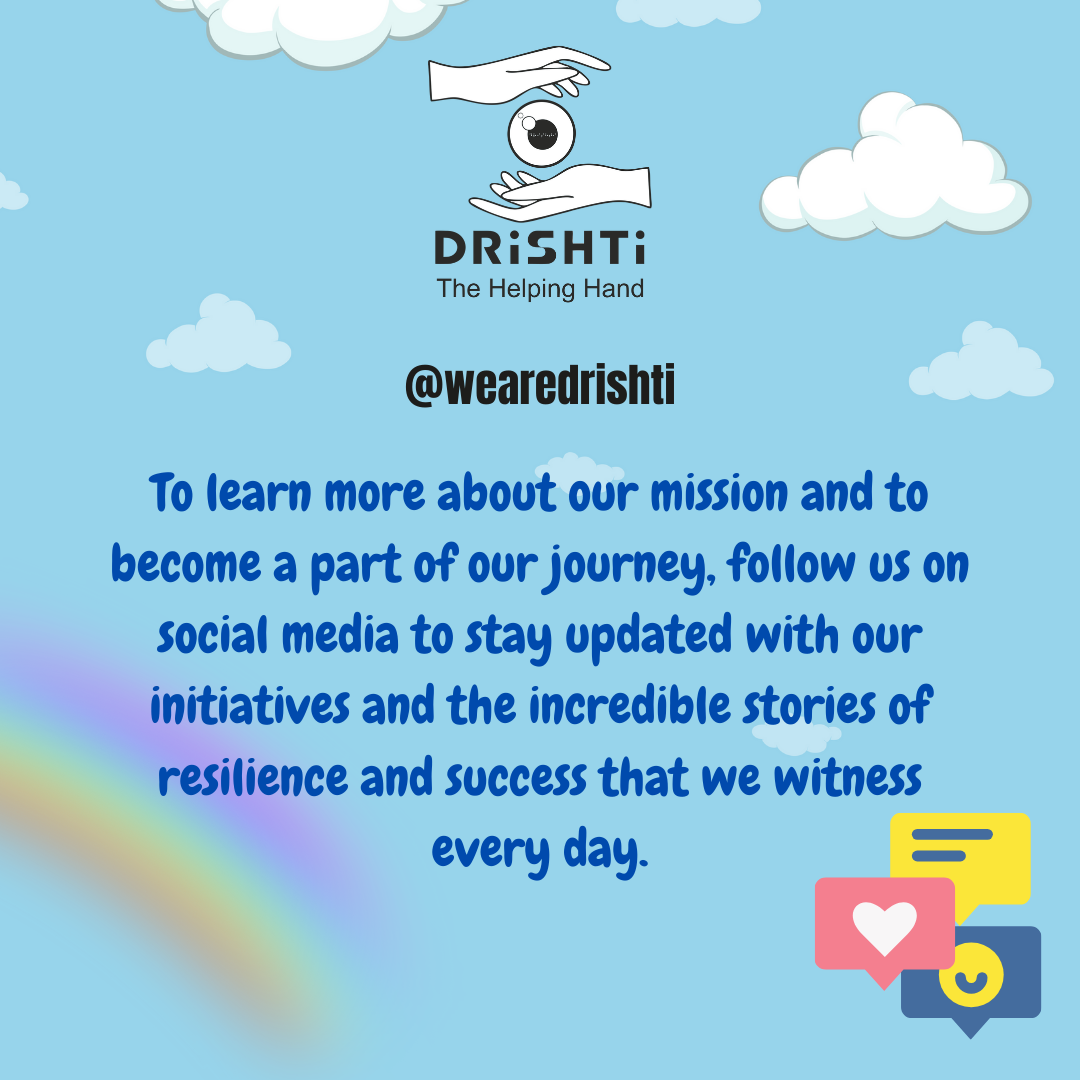 DRiSHTi
The Helping Hand
@wearedrishti
To learn more about our mission and to
become a part of our journey, follow us on
social media to stay updated with our
initiatives and the incredible stories of
resilience and success that we witness
every day.